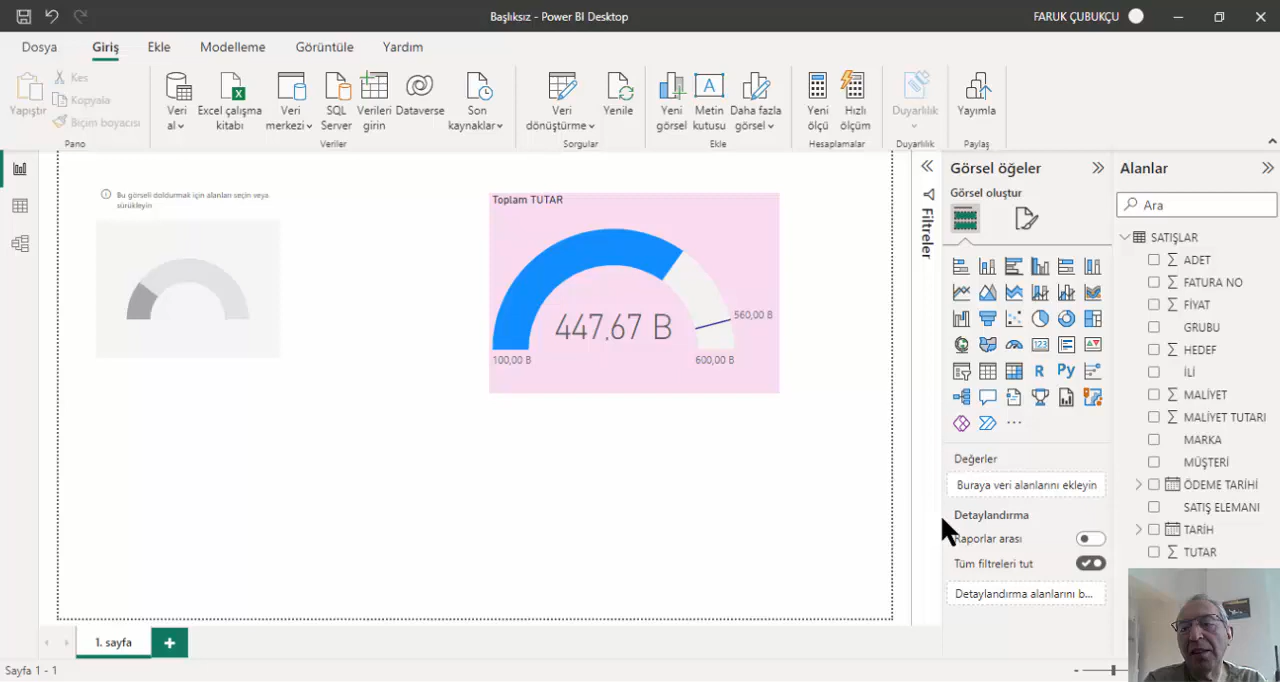 Başlıksız - Power BI Desktop
FARUK ÇUBUKÇU
Dosya
Giriş
Ekle
Modelleme
Görüntüle
Yardım
Yapıştır
Kes
Kopyala
Biçim boyacısı
Pano
Veri al
Excel çalışma kitabı
Veri merkezi
SQL Server
Verileri girin
Dataverse
Son kaynaklar
Veriler
Veri dönüştürme
Yenile
Sorgular
Yeni görsel
Metin kutusu
Daha fazla görsel
Ekle
Yeni ölçü
Hızlı ölçüm
Hesaplamalar
Duyarlılık
Duyarlılık
Yayımla
Paylaş
Bu görseli doldurmak için alanları seçin veya
sürükleyin
Toplam TUTAR
447,67 B
560,00 B
100,00 B
600,00 B
Filtreler
Görsel öğeler
Görsel oluştur
123
R
Py
Değerler
Buraya veri alanlarını ekleyin
Detaylandırma
Raporlar arası
Tüm filtreleri tut
Detaylandırma alanlarını b...
Alanlar
Ara
SATIŞLAR
ADET
FATURA NO
FİYAT
GRUBU
HEDEF
İLİ
MALİYET
MALİYET TUTARI
MARKA
MÜŞTERİ
ÖDEME TARİHİ
SATIŞ ELEMANI
TARİH
TUTAR
1. sayfa
Sayfa 1 - 1